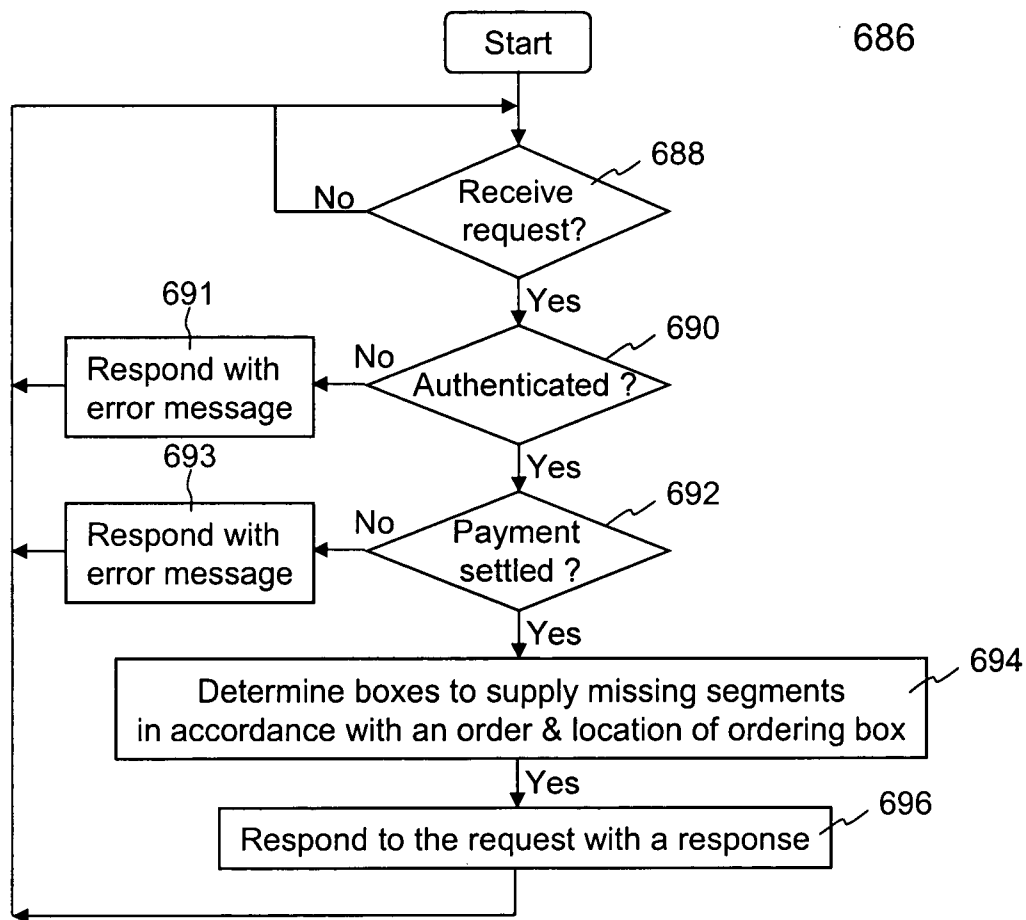 Start
686
688
Receive
request?
No
Yes
691
690
Respond with
error message
No
Authenticated ?
Yes
693
692
Respond with
error message
No
Payment
settled ?
Yes
694
Determine boxes to supply missing segments
in accordance with an order & location of ordering box
Yes
696
Respond to the request with a response